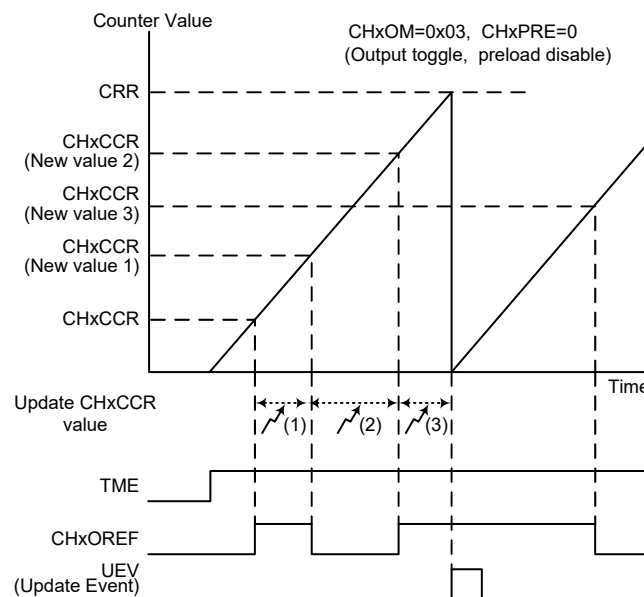 Counter Value
CHxOM=0x03, CHxPRE=0
(Output toggle, preload disable)
CRR
CHxCCR
(New value 2)
CHxCCR
(New value 3)
CHxCCR
(New value 1)
CHxCCR
Time
Update CHxCCR
value
(1)
(2)
(3)
TME
CHxOREF
UEV
(Update Event)